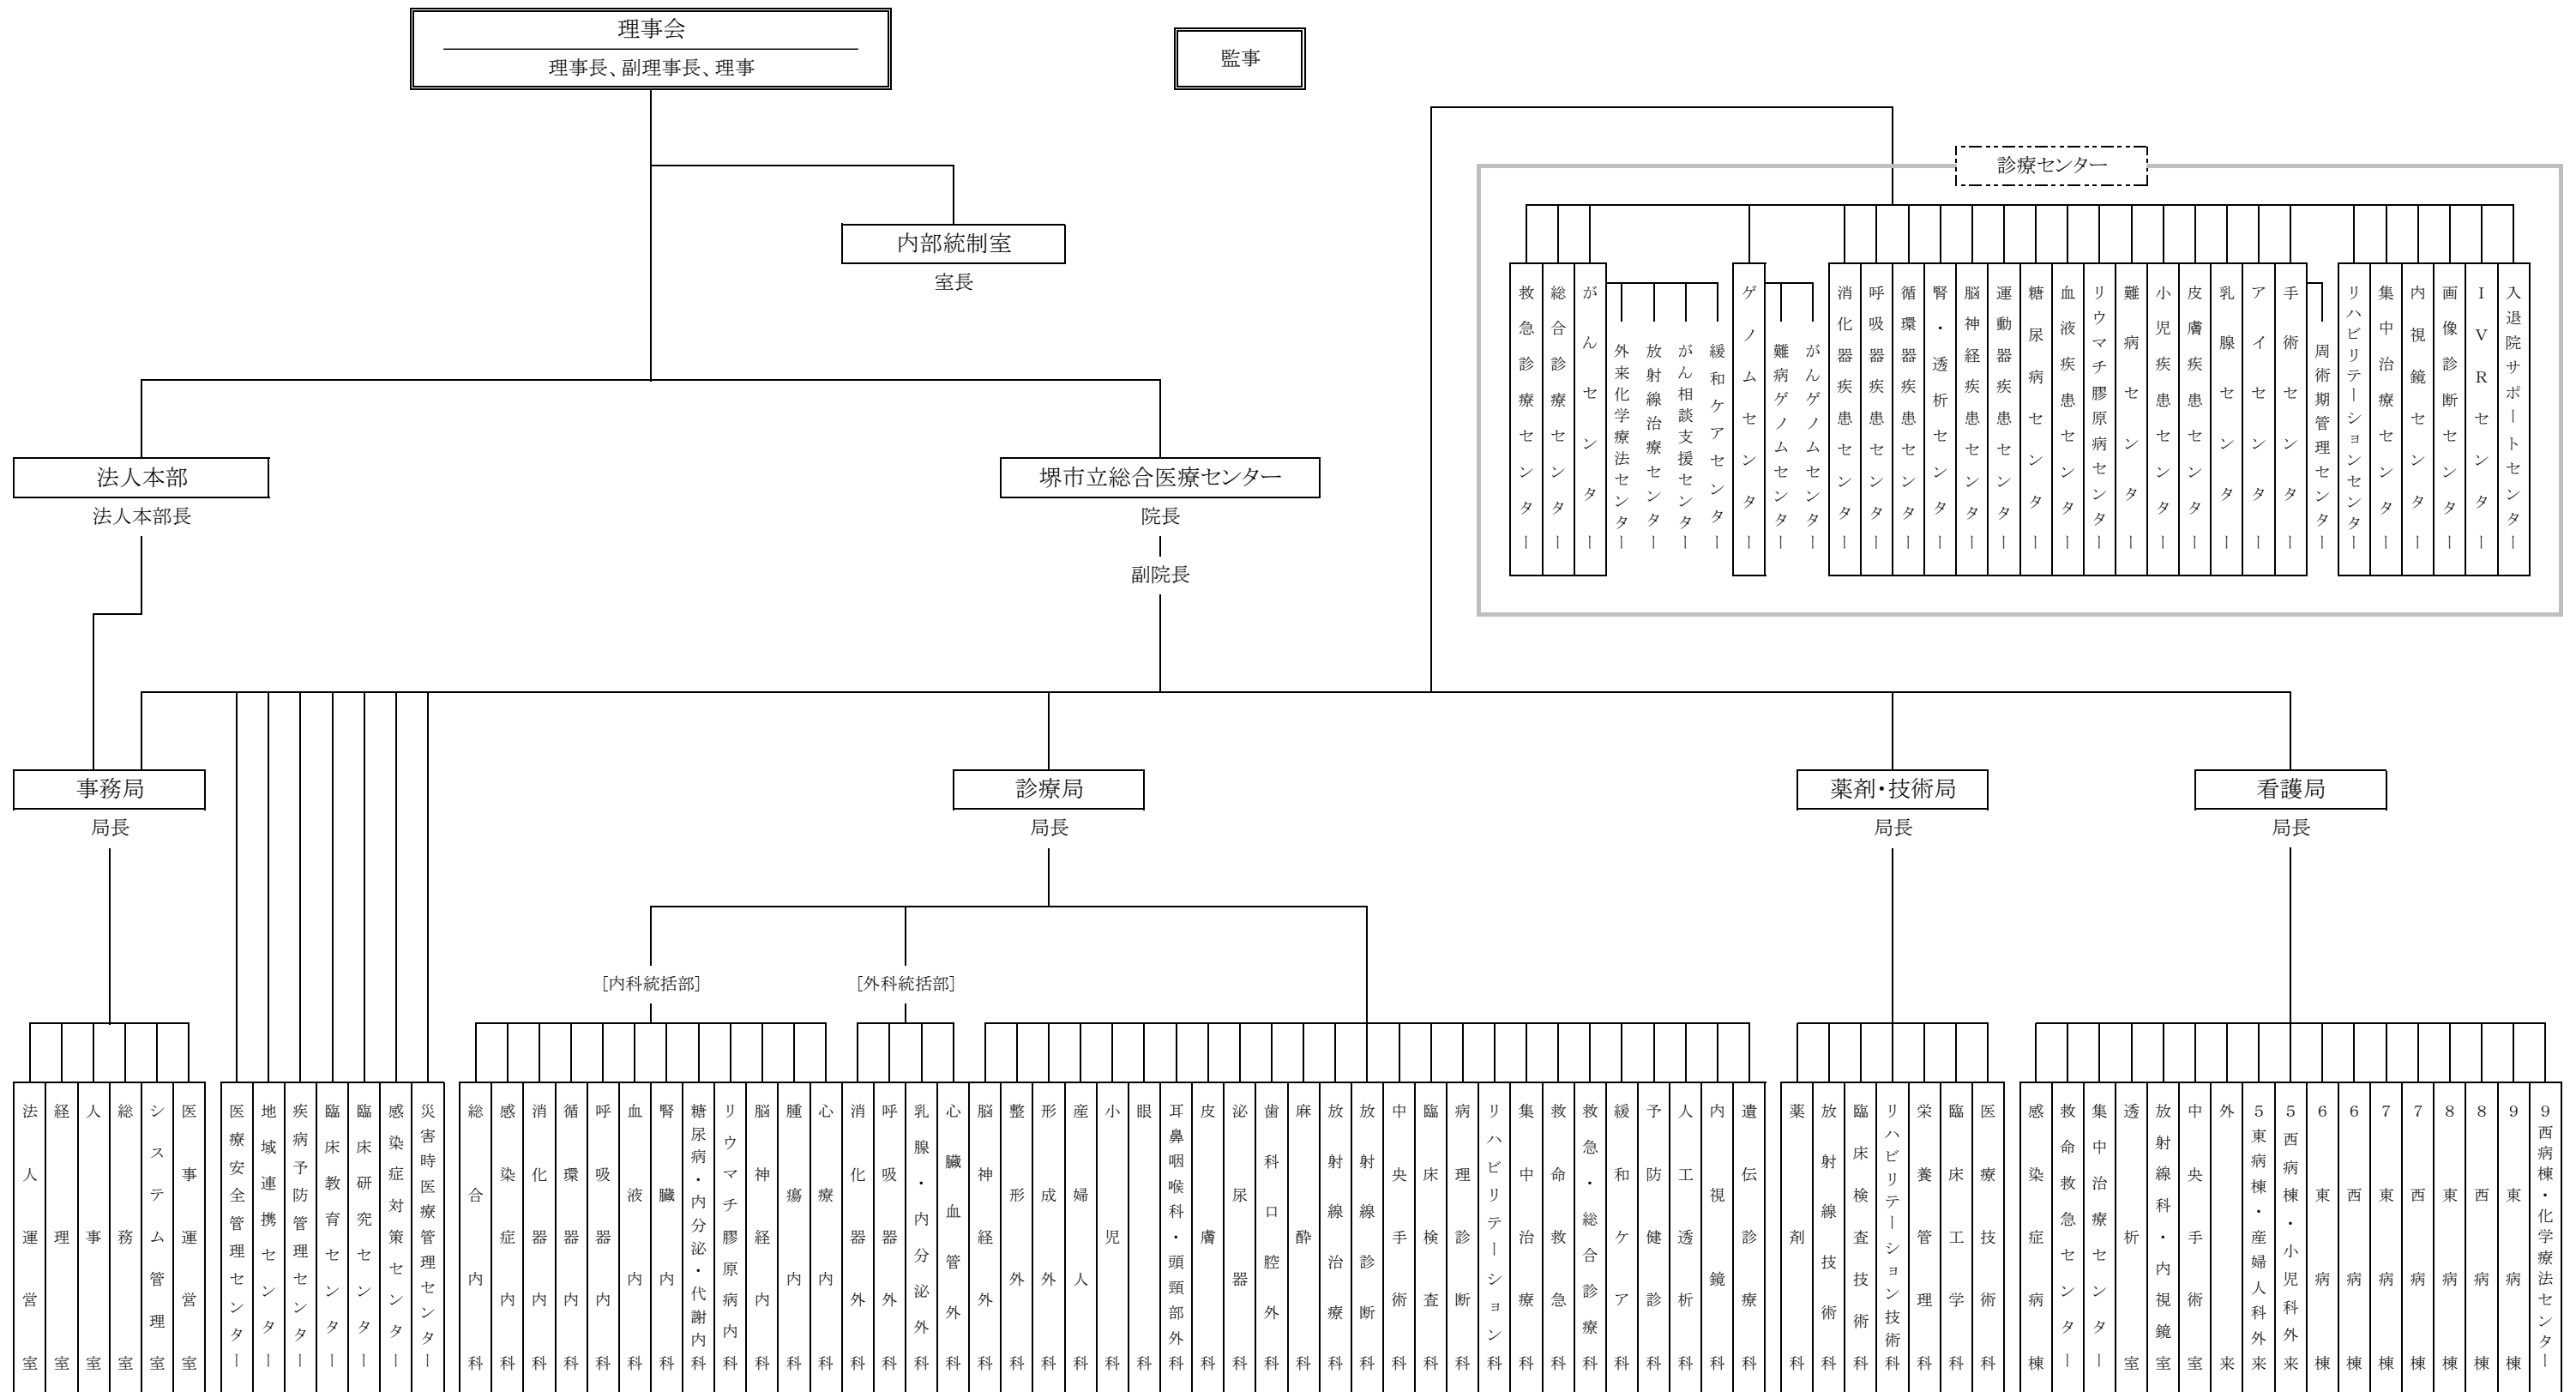 理事会
理事長、副理事長、理事
監事
診療センター
内部統制室
室長
救急診療センター
総合診療センター
がんセンター
外来化学療法センター
放射線治療センター
がん相談支援センター
緩和ケアセンター
ゲノムセンター
難病ゲノムセンター
がんゲノムセンター
消化器疾患センター
呼吸器疾患センター
循環器疾患センター
腎・透析センター
脳神経疾患センター
運動器疾患センター
糖尿病センター
血液疾患センター
リウマチ膠原病センター
難病センター
小児疾患センター
皮膚疾患センター
乳腺センター
アイセンター
手術センター
周術期管理センター
リハビリテーションセンター
集中治療センター
内視鏡センター
画像診断センター
IVRセンター
入退院サポートセンター
法人本部
法人本部長
堺市立総合医療センター
院長
副院長
事務局
局長
診療局
局長
薬剤・技術局
局長
看護局
局長
[内科統括部]
[外科統括部]
法人運営室
経理室
人事室
総務室
システム管理室
医事運営室
医療安全管理センター
地域連携センター
疾病予防管理センター
臨床教育センター
臨床研究センター
感染症対策センター
災害時医療管理センター
総合内科
感染症内科
消化器内科
循環器内科
呼吸器内科
血液内科
腎臓内科
糖尿病・内分泌・代謝内科
リウマチ膠原病内科
脳神経内科
腫瘍内科
心療内科
消化器外科
呼吸器外科
乳腺・内分泌外科
心臓血管外科
脳神経外科
整形外科
形成外科
産婦人科
小児科
眼科
耳鼻咽喉科・頭頸部外科
皮膚科
泌尿器科
歯科口腔外科
麻酔科
放射線治療科
放射線診断科
中央手術科
臨床検査科
病理診断科
リハビリテーション科
集中治療科
救命救急科
救急・総合診療科
緩和ケア科
予防健診科
人工透析科
内視鏡科
遺伝診療科
薬剤科
放射線技術科
臨床検査技術科
リハビリテーション技術科
栄養管理科
臨床工学科
医療技術科
感染症病棟
救命救急センター
集中治療センター
透析室
放射線科・内視鏡室
中央手術室
外来
5東病棟・産婦人科外来
5西病棟・小児科外来
6東病棟
6西病棟
7東病棟
7西病棟
8東病棟
8西病棟
9東病棟
9西病棟・化学療法センター